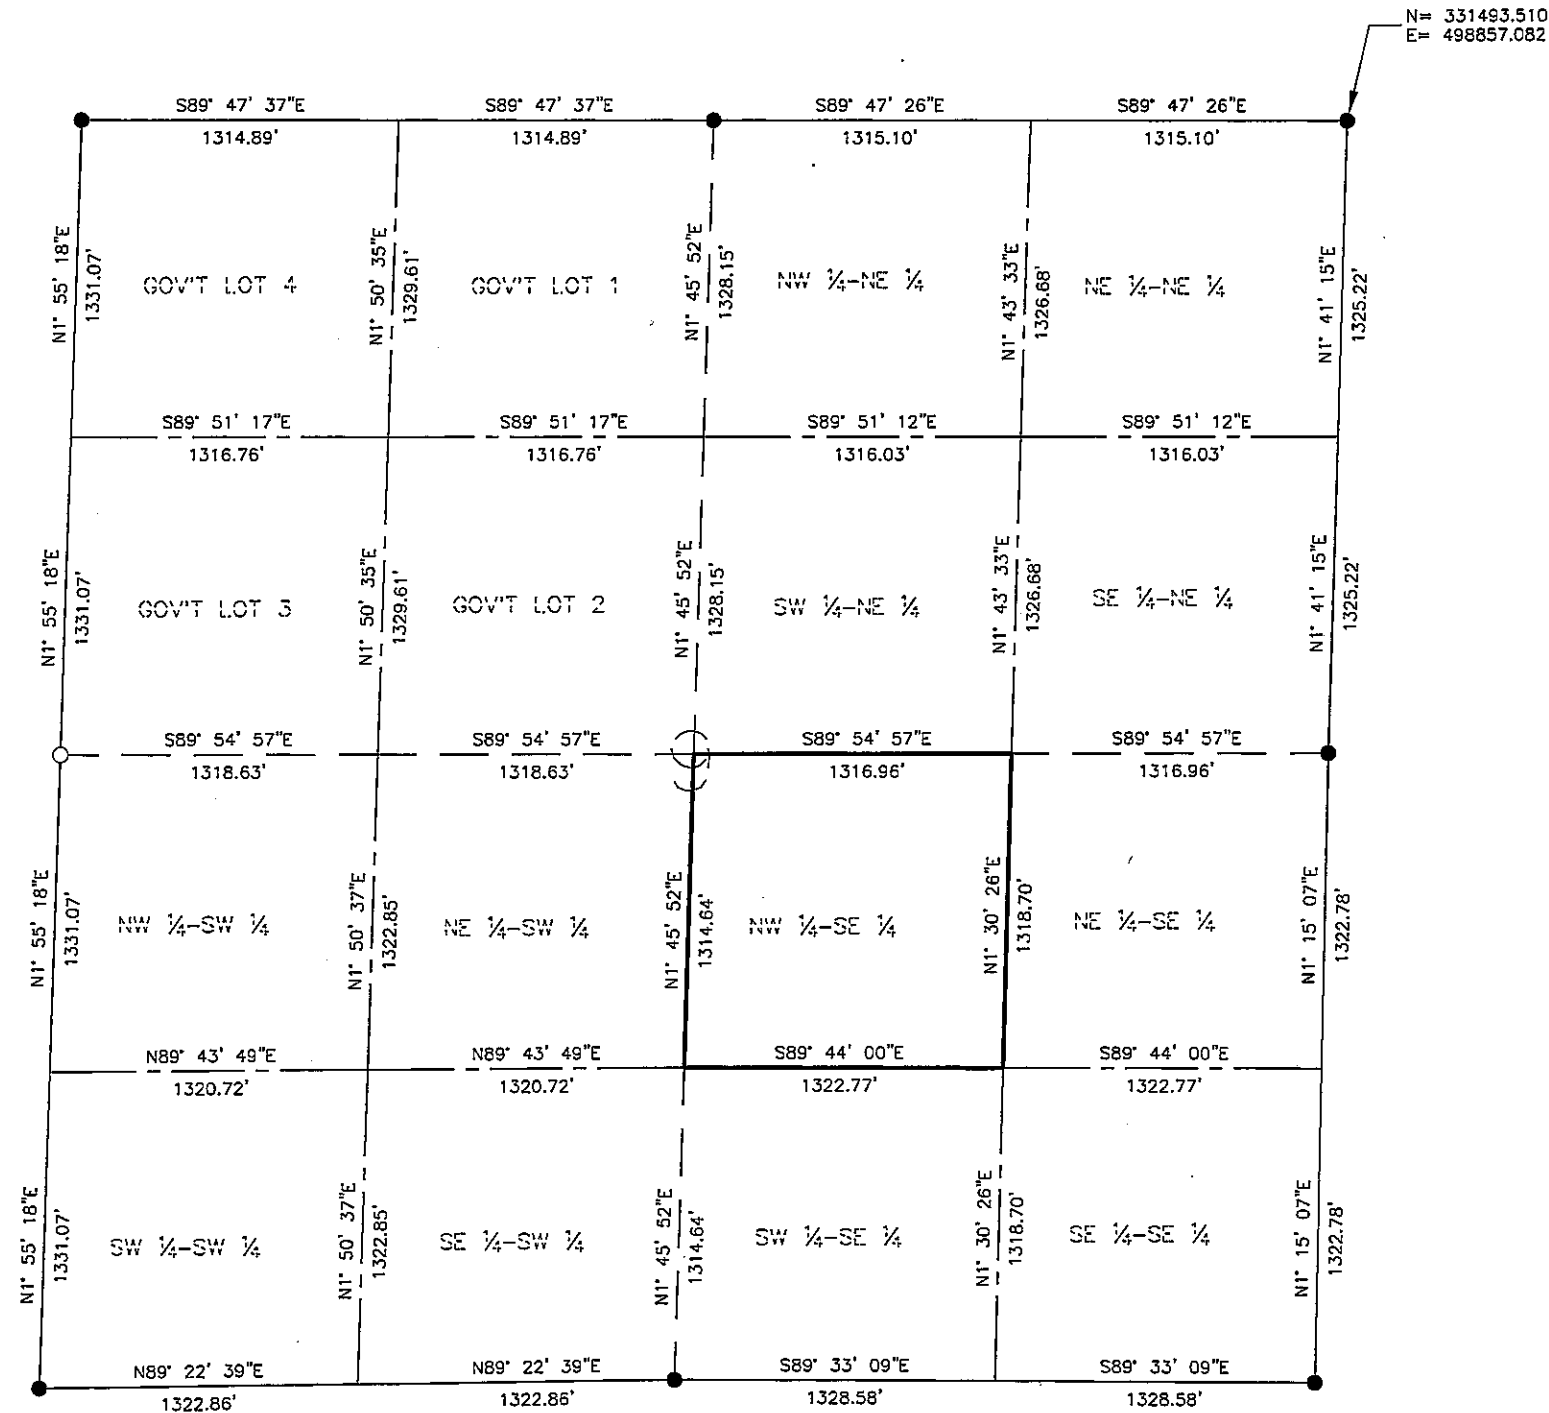 N= 331493.510
E= 498857.082
S89° 47' 37"E
S89° 47' 37"E
S89° 47' 26"E
S89° 47' 26"E
1314.89'
1314.89'
1315.10'
1315.10'
N1° 55' 18"E
1331.07'
GOV'T LOT 4
N1° 50' 35"E
1329.61'
GOV'T LOT 1
N1° 45' 52"E
1328.15'
NW ¼-NE ¼
N1° 43' 33"E
1326.68'
NE ¼-NE ¼
N1° 41' 15"E
1325.22'
S89° 51' 17"E
S89° 51' 17"E
S89° 51' 12"E
S89° 51' 12"E
1316.76'
1316.76'
1316.03'
1316.03'
N1° 55' 18"E
1331.07'
GOV'T LOT 3
N1° 50' 35"E
1329.61'
GOV'T LOT 2
N1° 45' 52"E
1328.15'
SW ¼-NE ¼
N1° 43' 33"E
1326.68'
SE ¼-NE ¼
N1° 41' 15"E
1325.22'
S89° 54' 57"E
S89° 54' 57"E
S89° 54' 57"E
S89° 54' 57"E
1318.63'
1318.63'
1316.96'
1316.96'
N1° 55' 18"E
1331.07'
NW ¼-SW ¼
N1° 50' 37"E
1322.85'
NE ¼-SW ¼
N1° 45' 52"E
1314.64'
NW ¼-SE ¼
N1° 30' 26"E
1318.70'
NE ¼-SE ¼
N1° 15' 07"E
1322.78'
N89° 43' 49"E
N89° 43' 49"E
S89° 44' 00"E
S89° 44' 00"E
1320.72'
1320.72'
1322.77'
1322.77'
N1° 55' 18"E
1331.07'
SW ¼-SW ¼
N1° 50' 37"E
1322.85'
SE ¼-SW ¼
N1° 45' 52"E
1314.64'
SW ¼-SE ¼
N1° 30' 26"E
1318.70'
SE ¼-SE ¼
N1° 15' 07"E
1322.78'
N89° 22' 39"E
N89° 22' 39"E
S89° 33' 09"E
S89° 33' 09"E
1322.86'
1322.86'
1328.58'
1328.58'